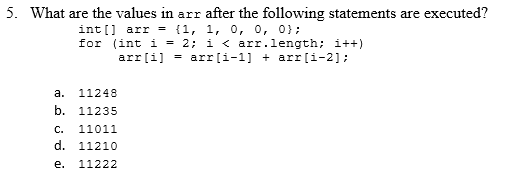 5. What are the values in arr after the following statements are executed?
int[] arr = {1, 1, 0, 0, 0};
for (int i = 2; i < arr.length; i++)
arr[i] = arr[i-1] + arr[i-2];
a. 11248
b. 11235
c. 11011
d. 11210
e. 11222